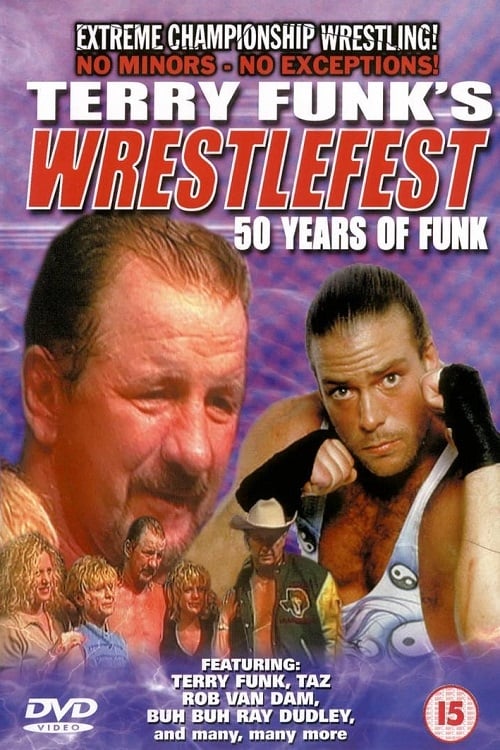 EXTREME CHAMPIONSHIP WRESTLING!
NO MINORS - NO EXCEPTIONS!
TERRY FUNK'S
WRESTLEFEST
50 YEARS OF FUNK
FEATURING:
TERRY FUNK, TAZ
ROB VAN DAM,
BUH BUH RAY DUDLEY,
and many, many more
DVD
VIDEO
15